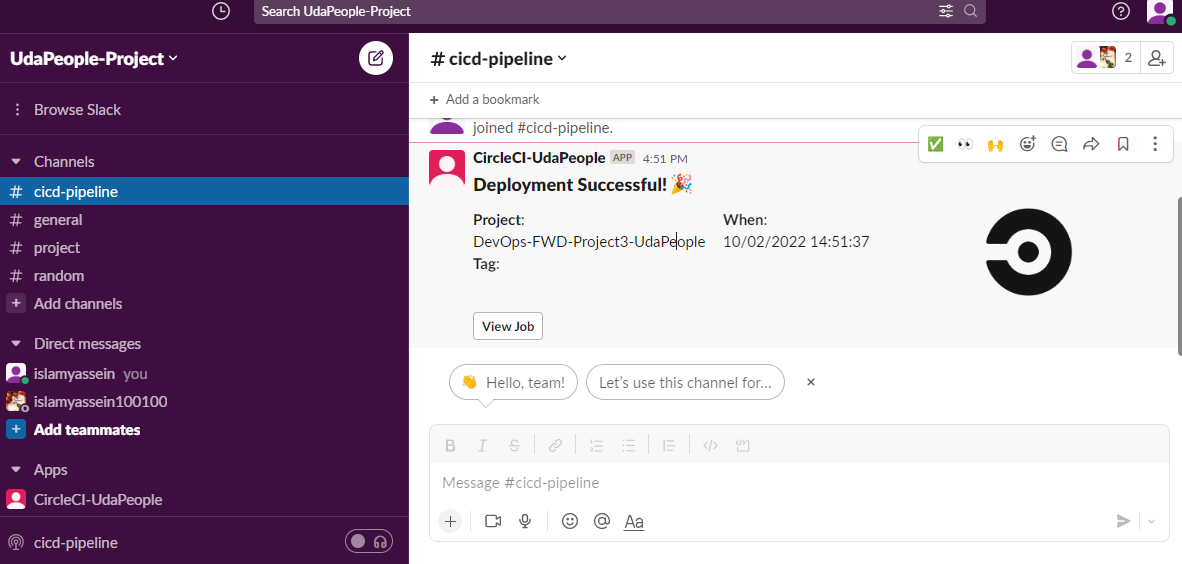 Search UdaPeople-Project
UdaPeople-Project
Browse Slack
Channels
# cicd-pipeline
# general
# project
# random
+ Add channels
Direct messages
islamyassein you
islamyassein100100
+ Add teammates
Apps
CircleCI-UdaPeople
cicd-pipeline
# cicd-pipeline
2
+ Add a bookmark
joined #cicd-pipeline.
CircleCI-UdaPeople APP 4:51 PM
Deployment Successful! 🎉
Project: When:
DevOps-FWD-Project3-UdaPeople 10/02/2022 14:51:37
Tag:
View Job
👋 Hello, team! Let's use this channel for...
B I S
Message #cicd-pipeline
+ @ Aa